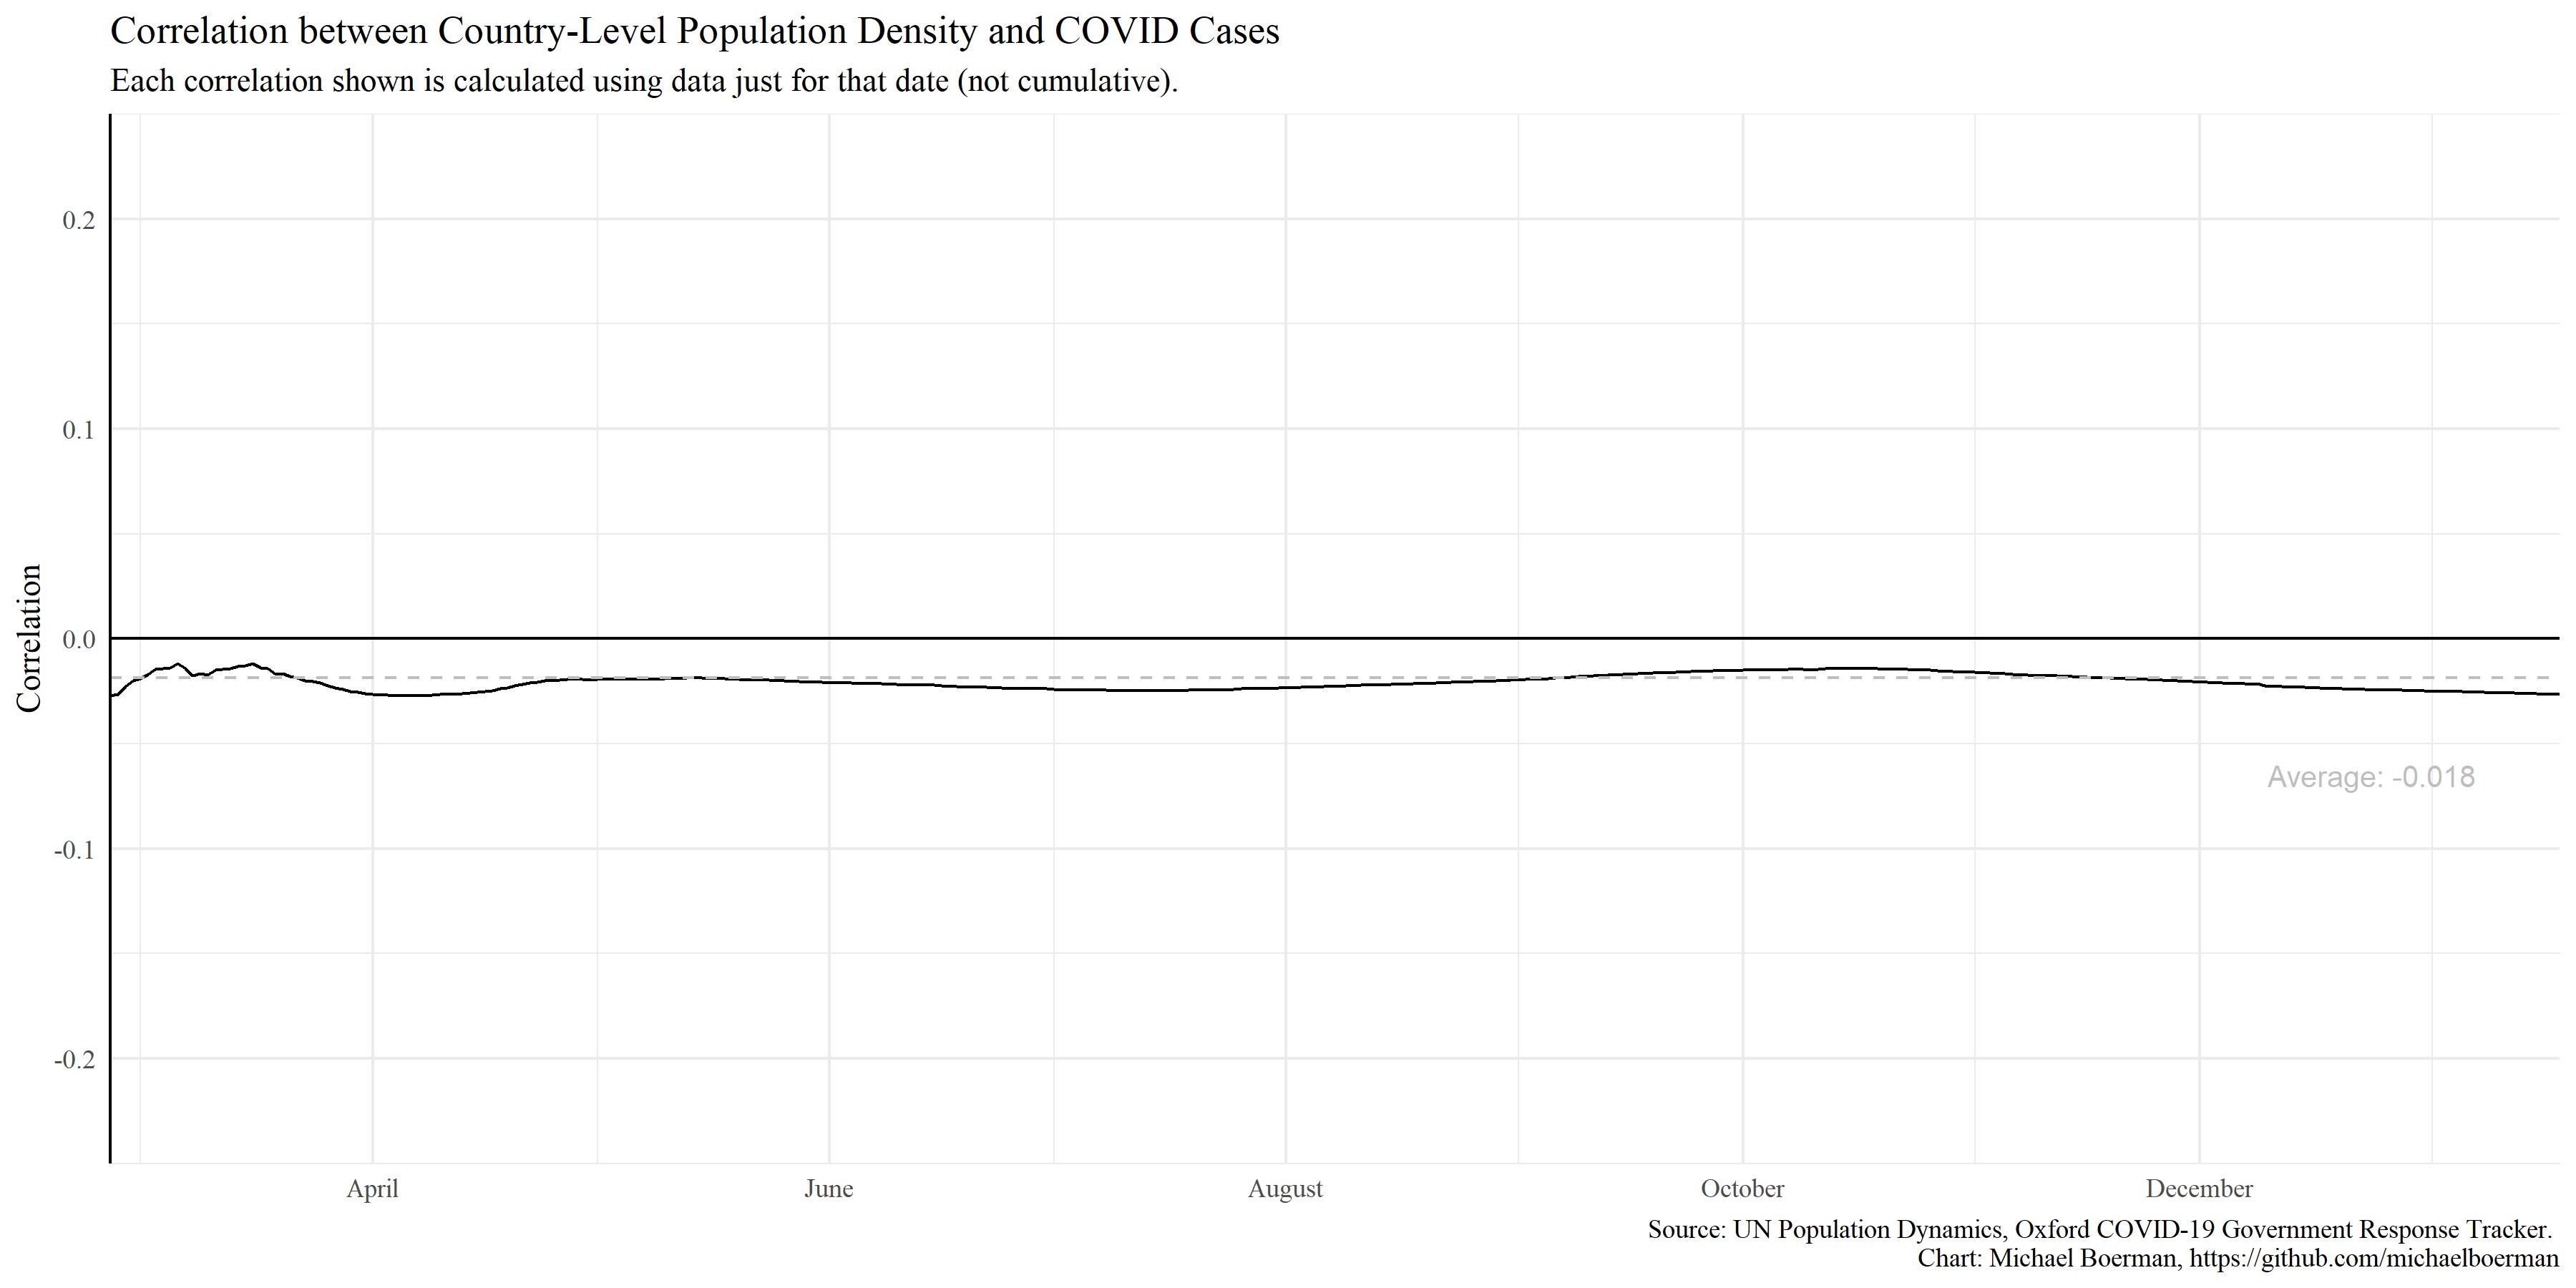 Correlation between Country-Level Population Density and COVID Cases
Each correlation shown is calculated using data just for that date (not cumulative).
Correlation
0.2
0.1
0.0
-0.1
-0.2
Average: -0.018
April
June
August
October
December
Source: UN Population Dynamics, Oxford COVID-19 Government Response Tracker.
Chart: Michael Boerman, https://github.com/michaelboerman